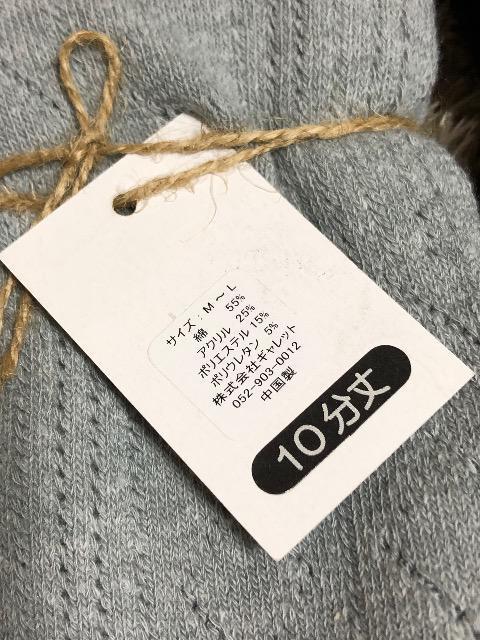 サイズ：M～L
綿 55%
アクリル 25%
ポリエステル 15%
ポリウレタン 5%
株式会社ギャレット
052-903-0012
中国製
10分丈